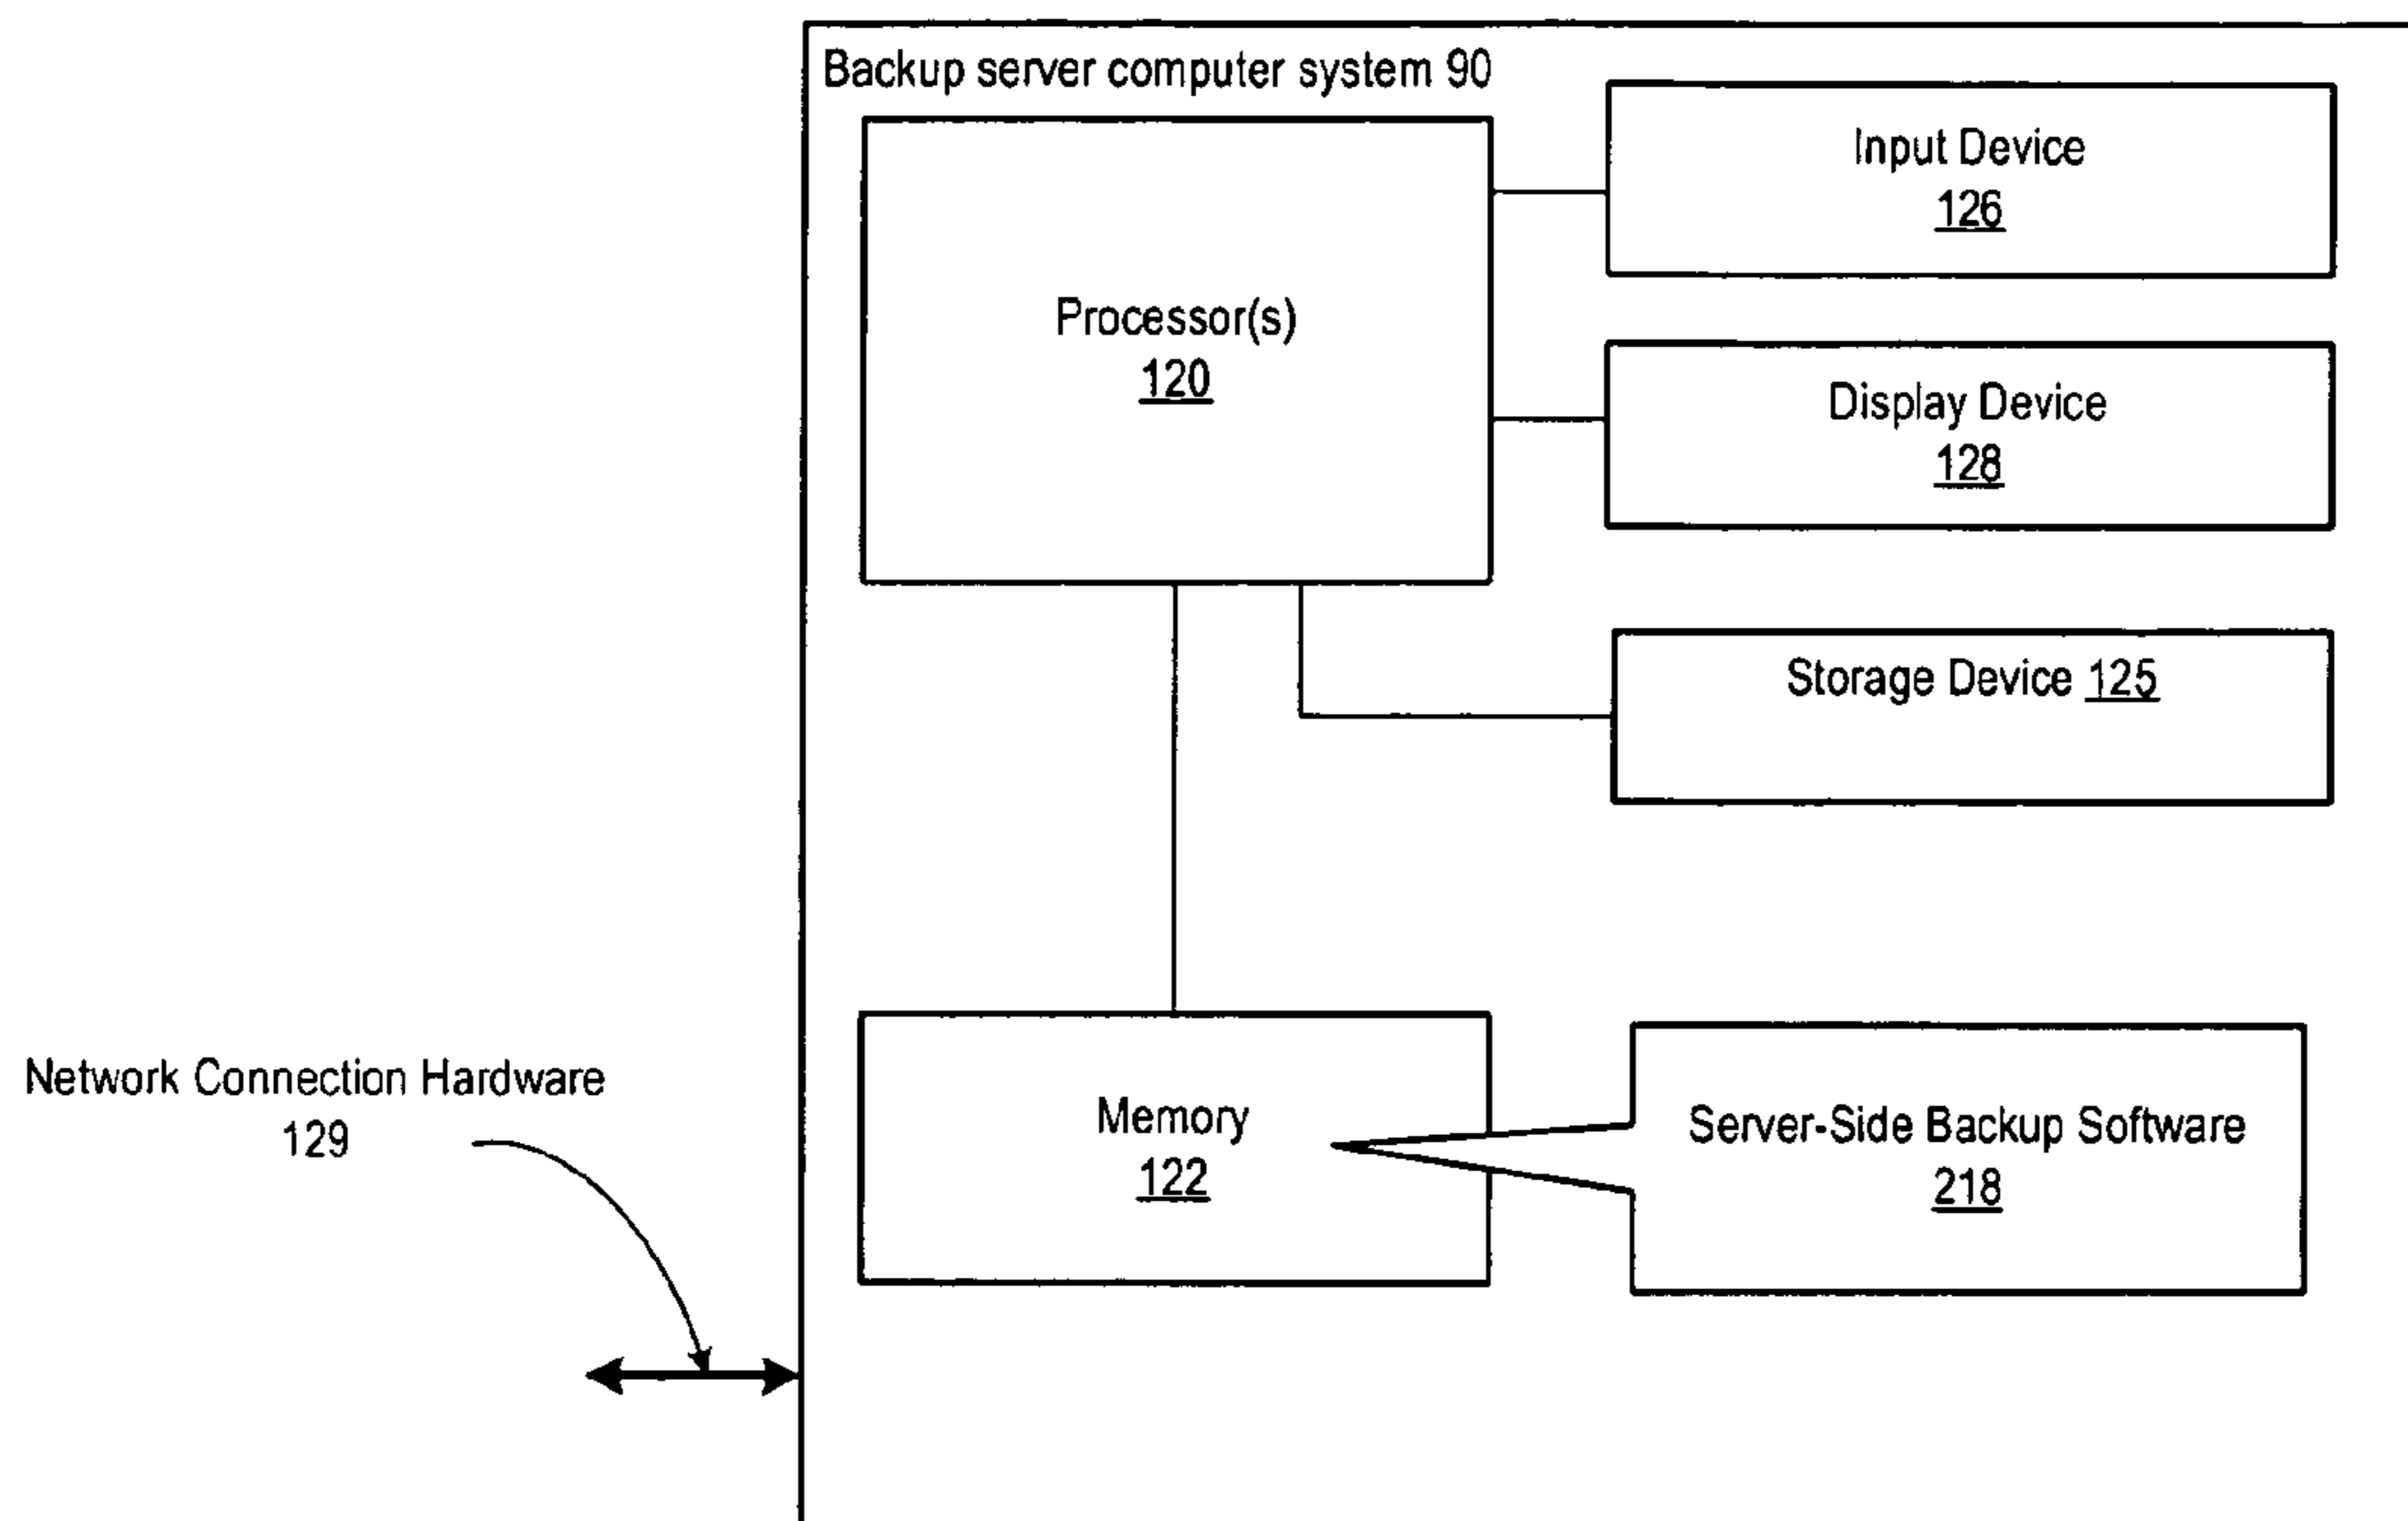 Backup server computer system 90
Input Device
126
Processor(s)
120
Display Device
128
Storage Device 125
Network Connection Hardware
129
Memory
122
Server-Side Backup Software
218